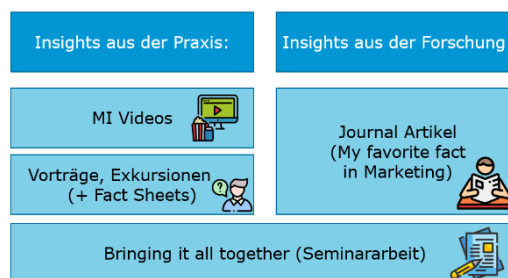 Insights aus der Praxis:
MI Videos
Vorträge, Exkursionen
(+ Fact Sheets)
Insights aus der Forschung
Journal Artikel
(My favorite fact
in Marketing)
Bringing it all together (Seminararbeit)